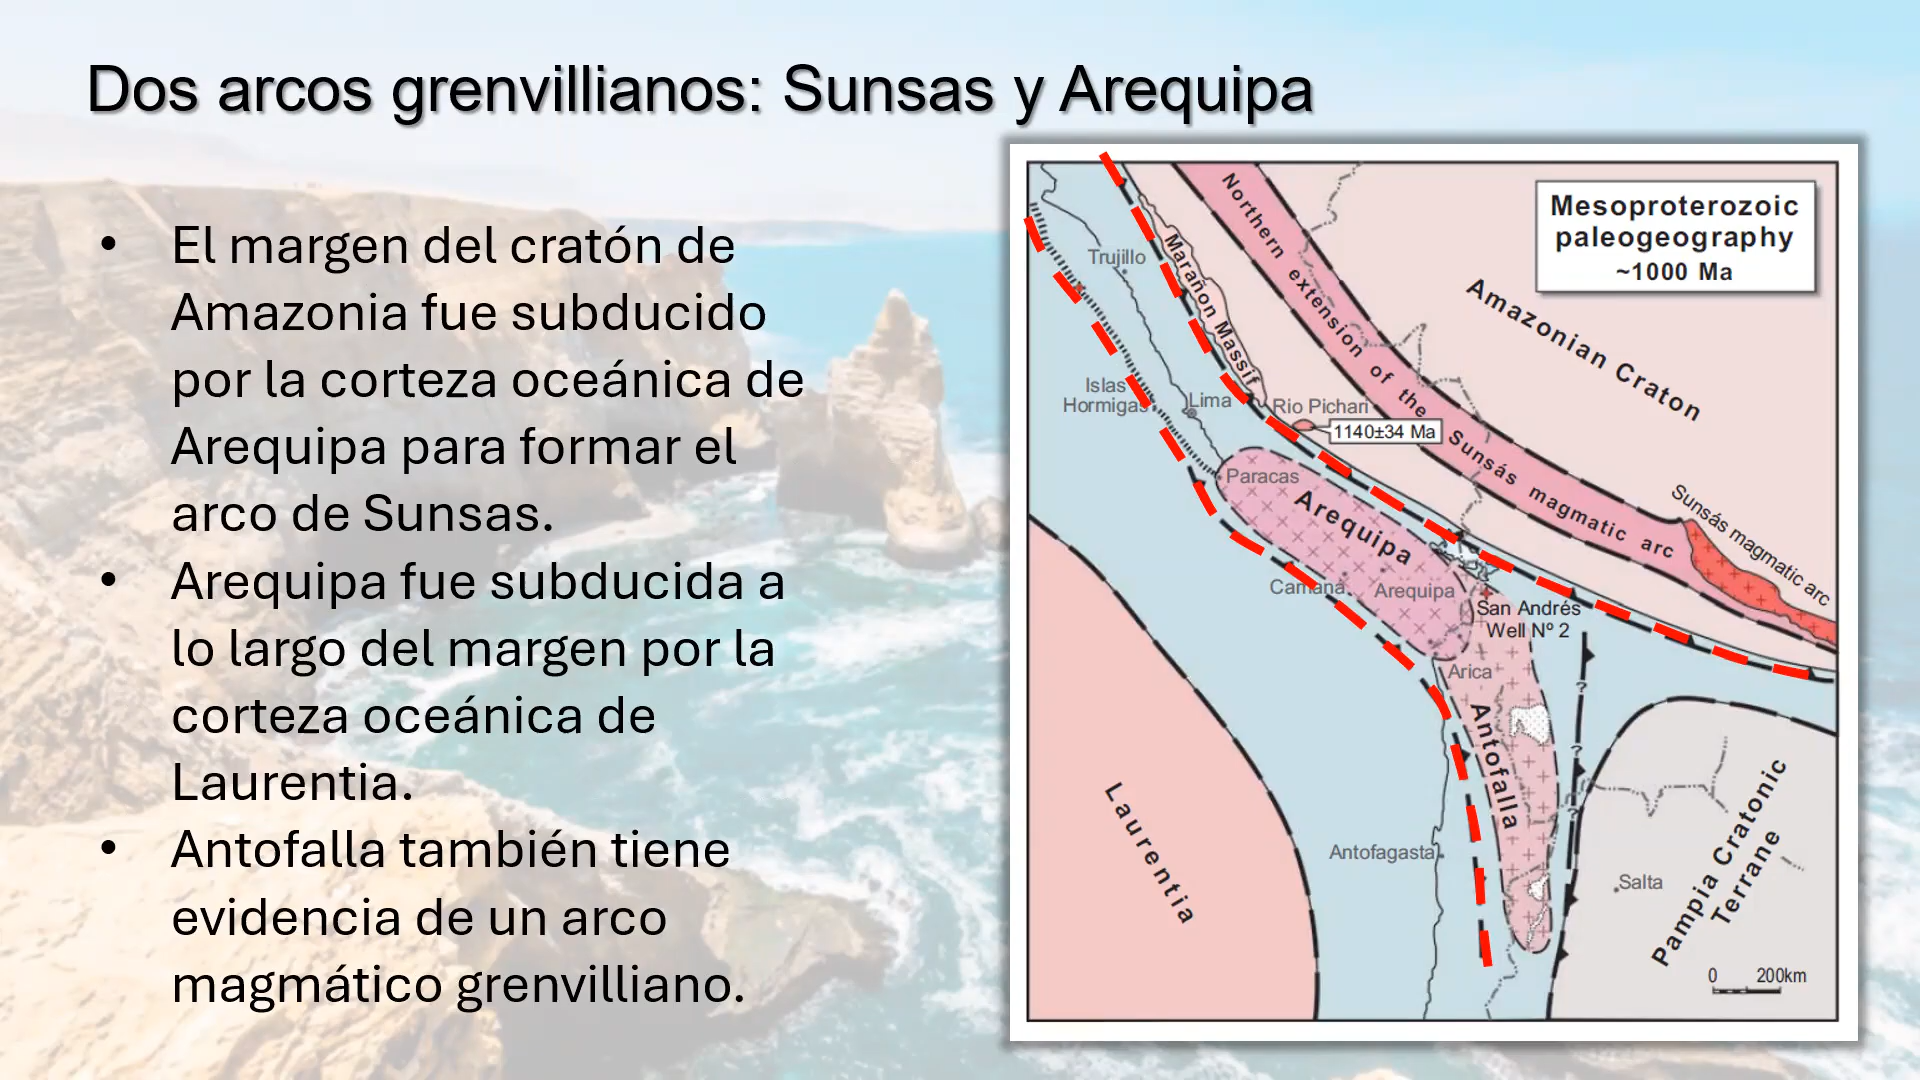 Dos arcos grenvillianos: Sunsas y Arequipa
• El margen del cratón de
Amazonia fue subducido
por la corteza oceánica de
Arequipa para formar el
arco de Sunsas.
• Arequipa fue subducida a
lo largo del margen por la
corteza oceánica de
Laurentia.
• Antofalla también tiene
evidencia de un arco
magmático grenvilliano.
Mesoproterozoic
paleogeography
~1000 Ma
Northern extension of the Sunsás magmatic arc
Amazonian Craton
Marañon Massif
Trujillo
Islas
Hormigas
Lima
Rio Pichari
1140±34 Ma
Sunsás magmatic arc
Paracas
Arequipa
Camaná
Arequipa
San Andrés
Well Nº 2
Arica
Antofalla
?
?
?
Laurentia
Antofagasta
Salta
Pampia Cratonic
Terrane
0 200km